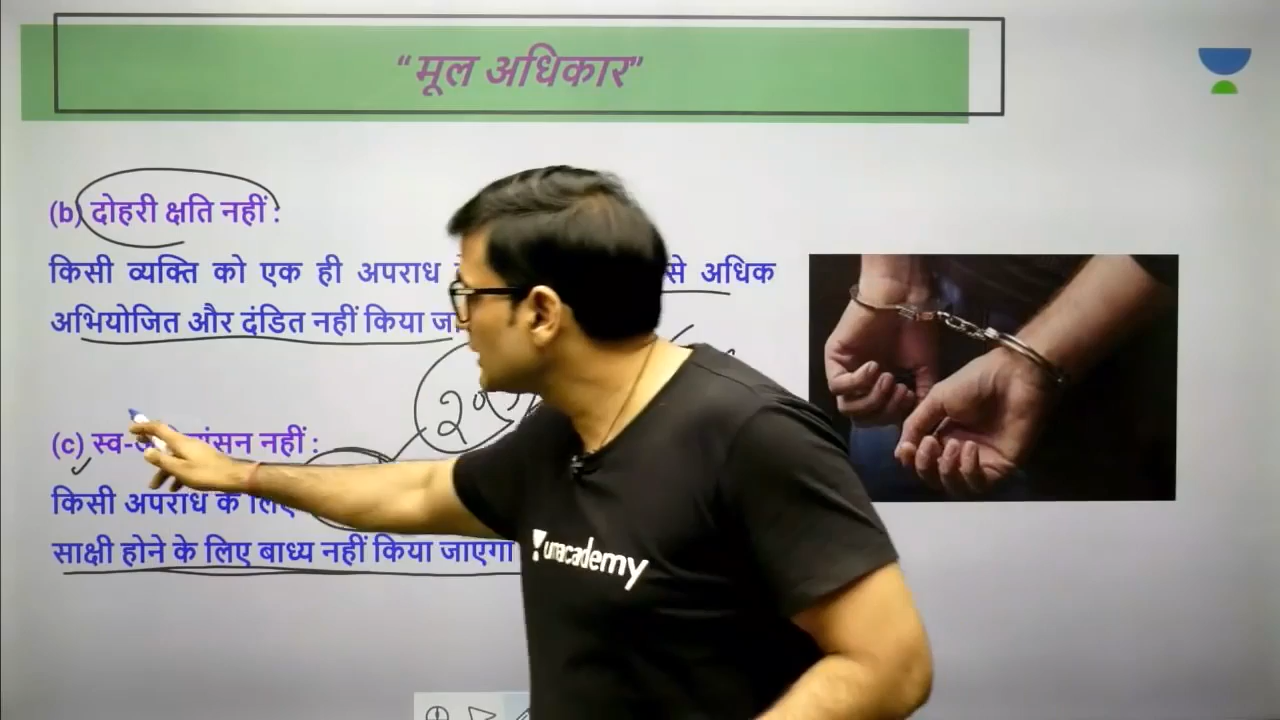 “मूल अधिकार”
(b) दोहरी क्षति नहीं :
किसी व्यक्ति को एक ही अपराध से अधिक
अभियोजित और दंडित नहीं किया
(c) नहीं :
किसी अपराध के लिए
साक्षी होने के लिए बाध्य नहीं किया जाएगा
unacademy